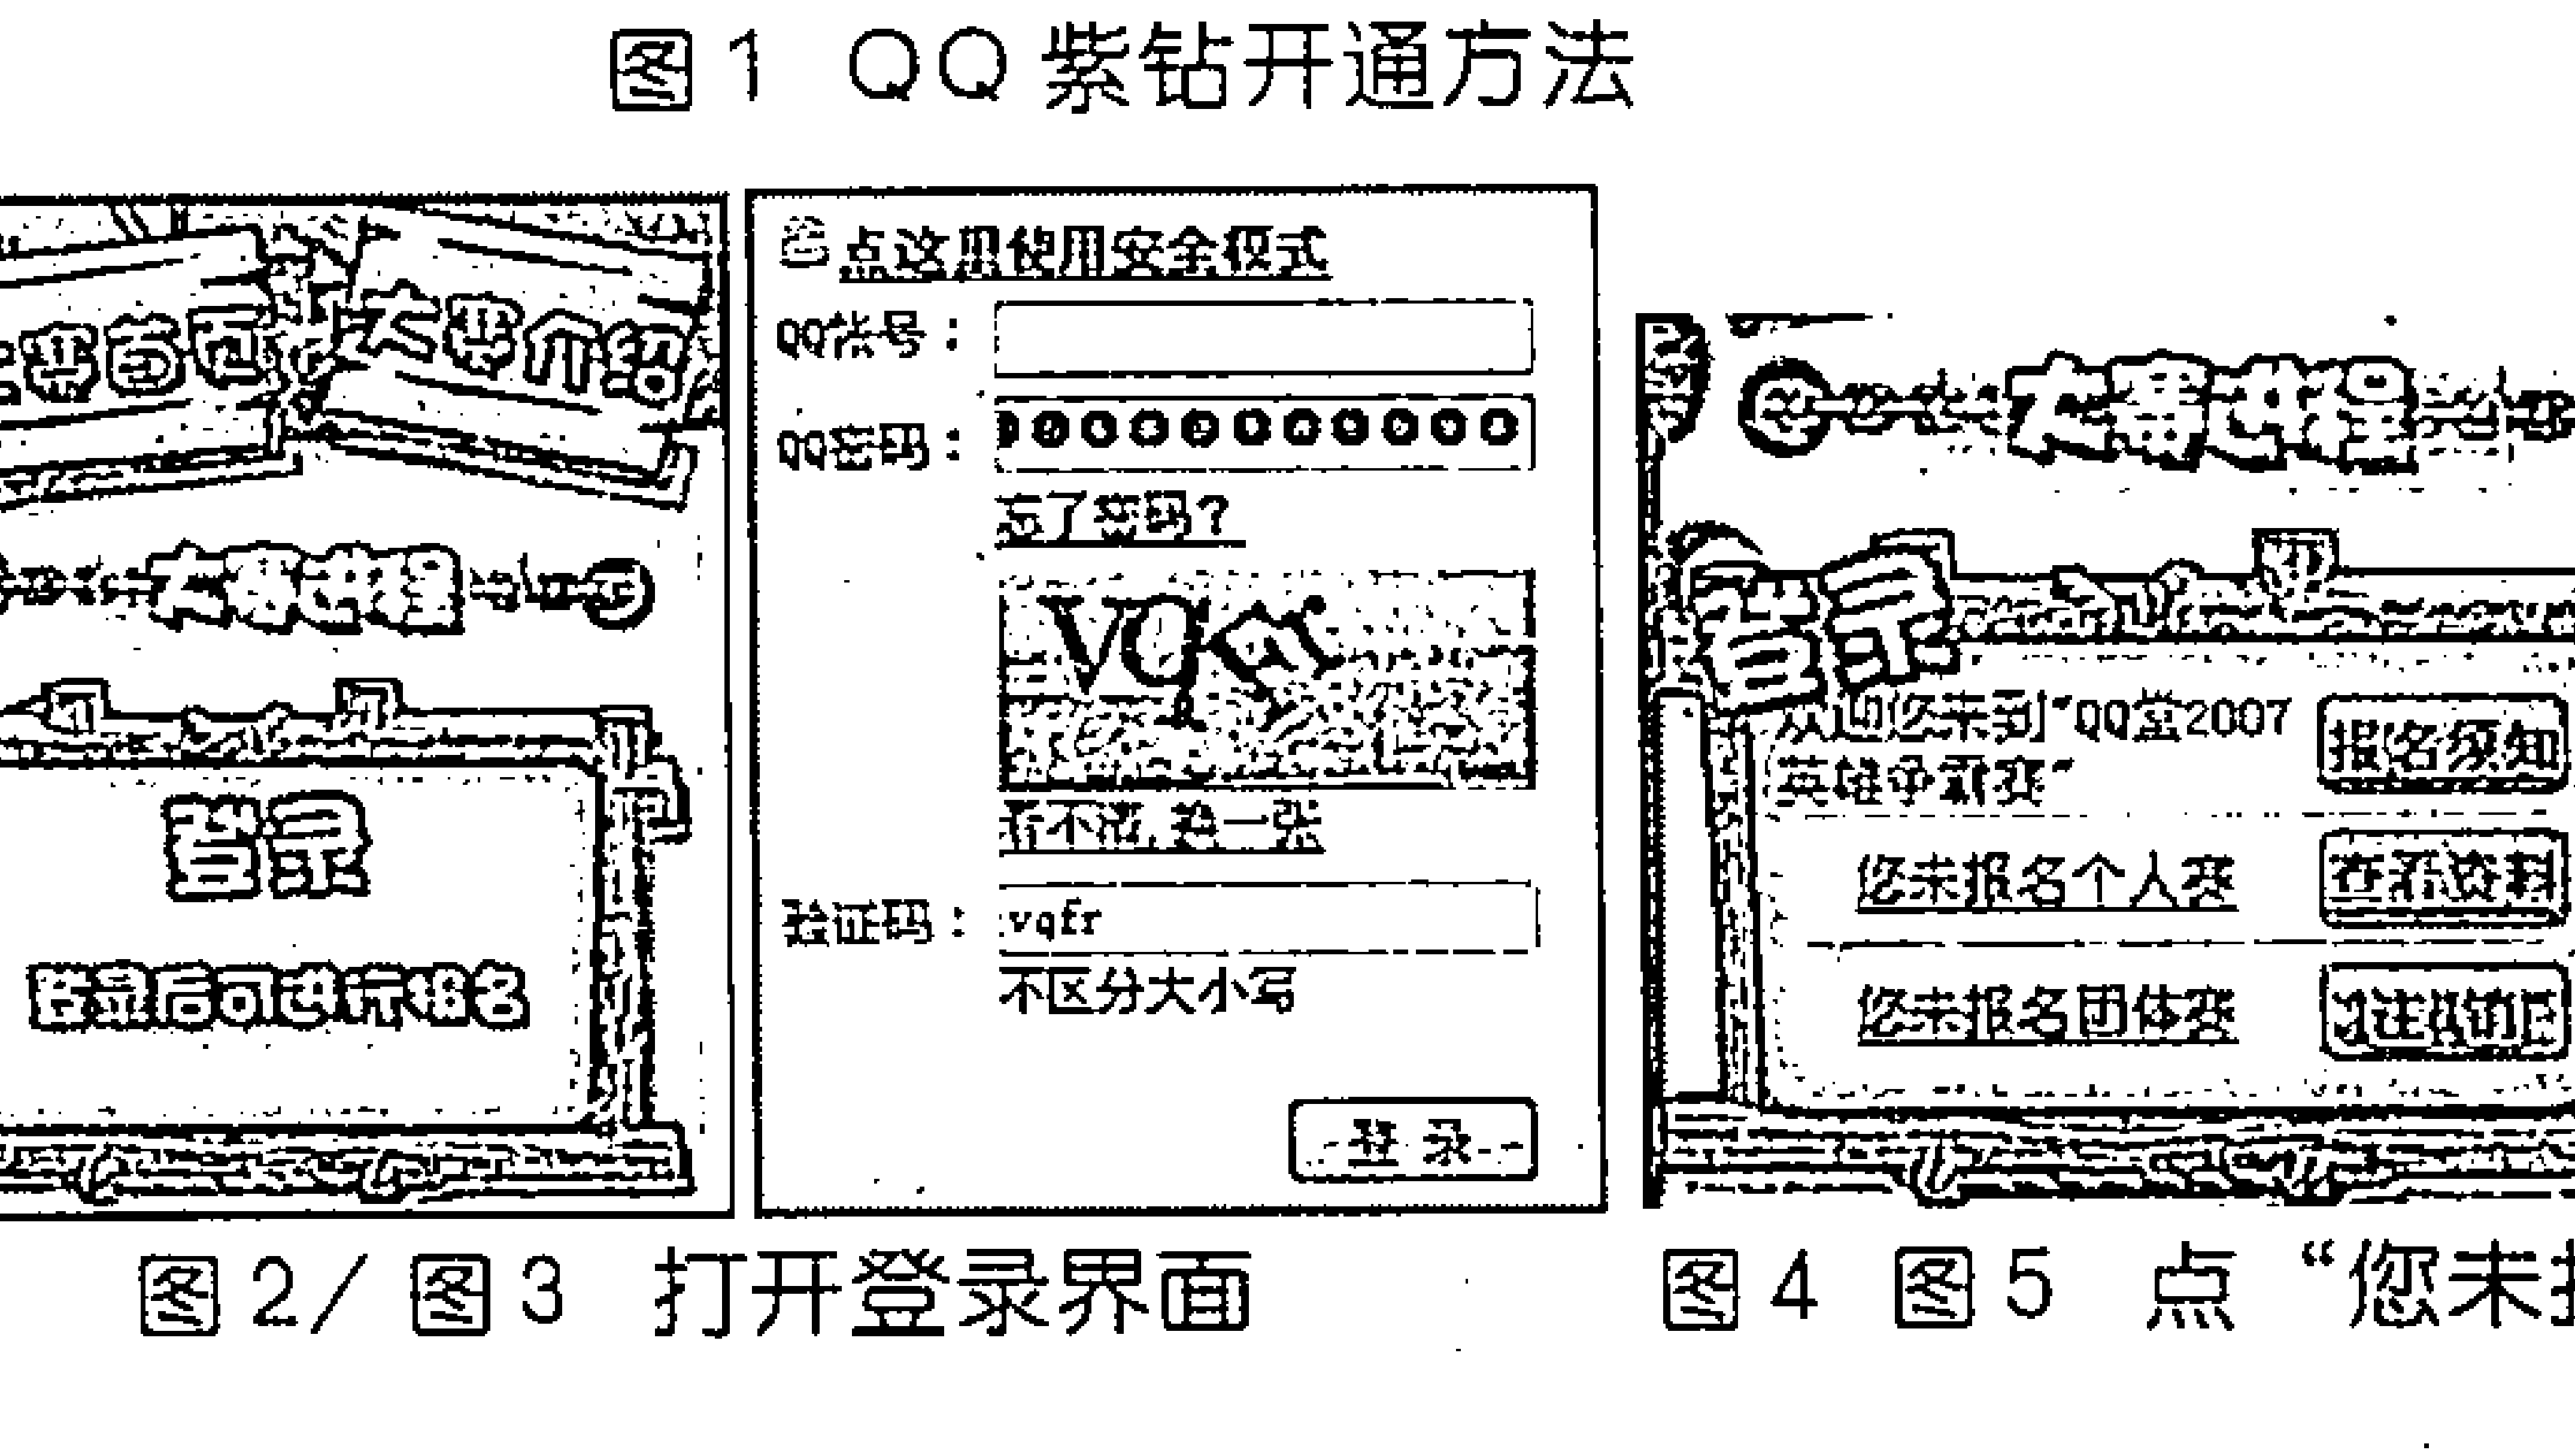 图1 QQ紫钻开通方法
赛首页
大赛介绍
大赛进程
登录
登录后可进行报名
点这里使用安全模式
QQ帐号：
QQ密码：
忘了密码？
vqfr
看不清,换一张
验证码：
vqfr
不区分大小写
登录
图2/图3 打开登录界面
大赛进程
登录
欢迎您来到“QQ堂2007
英雄争霸赛”
报名须知
您未报名个人赛
查看资料
您未报名团体赛
图4 图5 点“您未报